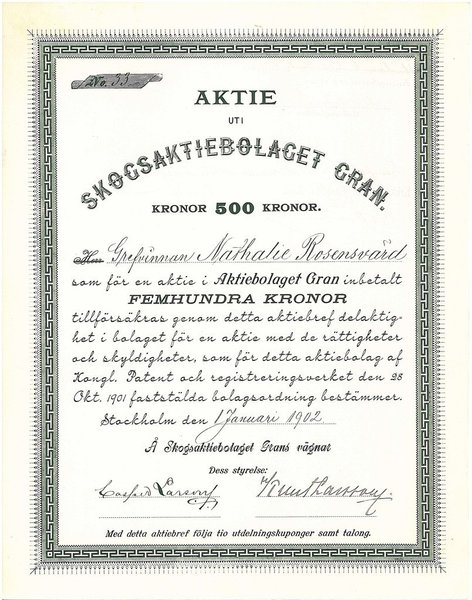 No. 33
AKTIE
UTI
SKOGSAKTIEBOLAGET GRAN.
KRONOR 500 KRONOR.
Herr Grefvinnan Nathalie Rosensvärd
som för en aktie i Aktiebolaget Gran inbetalt
FEMHUNDRA KRONOR
tillförsäkras genom detta aktiebref delaktig-
het i bolaget för en aktie med de rättigheter
och skyldigheter, som för detta aktiebolag af
Kongl. Patent och registreringsverket den 28
Okt. 1901 fastställda bolagsordning bestämmer.
Stockholm den 1 Januari 1902.
Å Skogsaktiebolaget Grans vägnar
Dess styrelse:
Larson Knut Larsson
Med detta aktiebref följa tio utdelningskuponger samt talong.